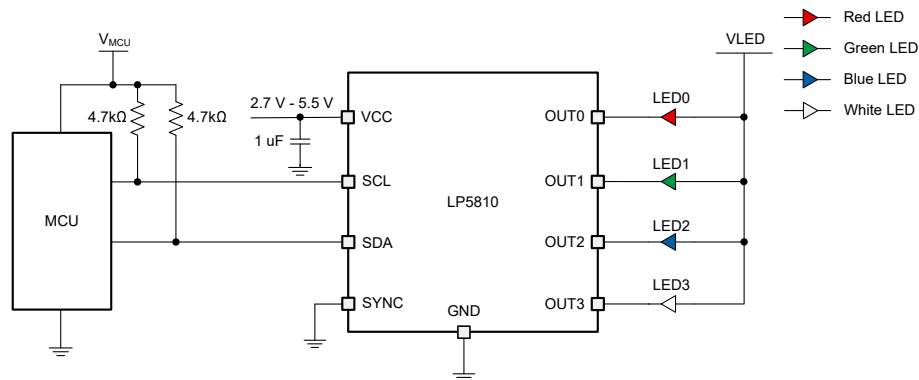 V_MCU
4.7kΩ
4.7kΩ
MCU
2.7 V - 5.5 V
1 uF
VCC
SCL
SDA
SYNC
LP5810
GND
OUT0
OUT1
OUT2
OUT3
LED0
LED1
LED2
LED3
VLED
Red LED
Green LED
Blue LED
White LED